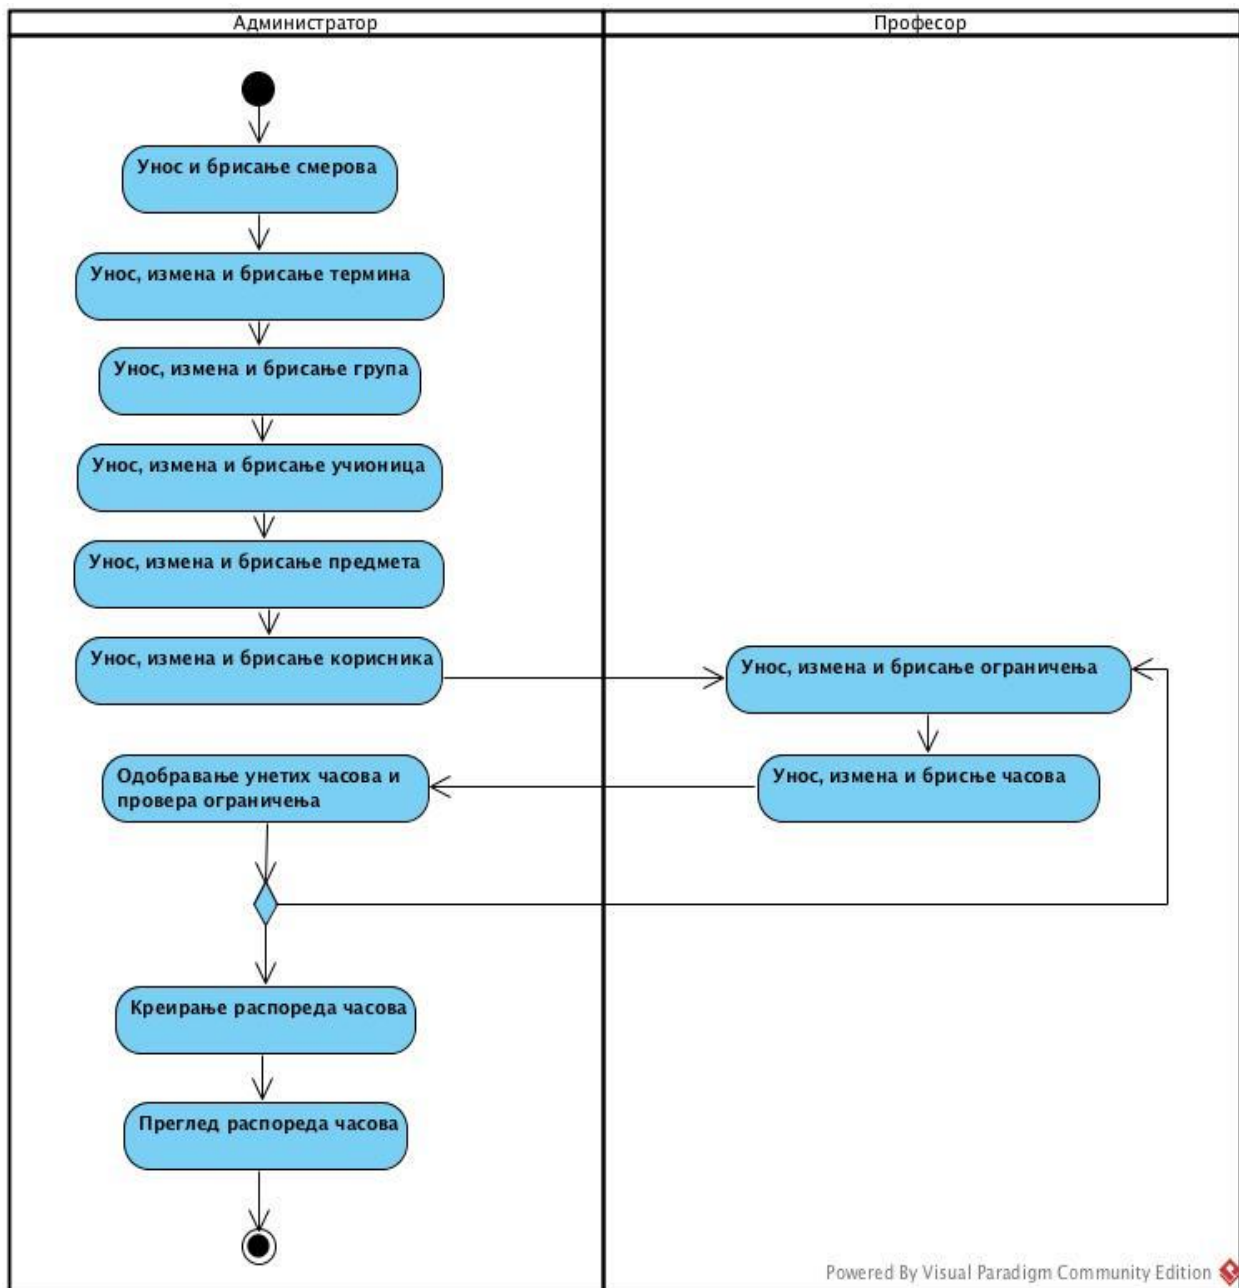 Администратор
Професор
Унос и брисање смерова
Унос, измена и брисање термина
Унос, измена и брисање група
Унос, измена и брисање учионица
Унос, измена и брисање предмета
Унос, измена и брисање корисника
Унос, измена и брисање ограничења
Одобравање унетих часова и
провера ограничења
Унос, измена и брисње часова
Креирање распореда часова
Преглед распореда часова
Powered By Visual Paradigm Community Edition